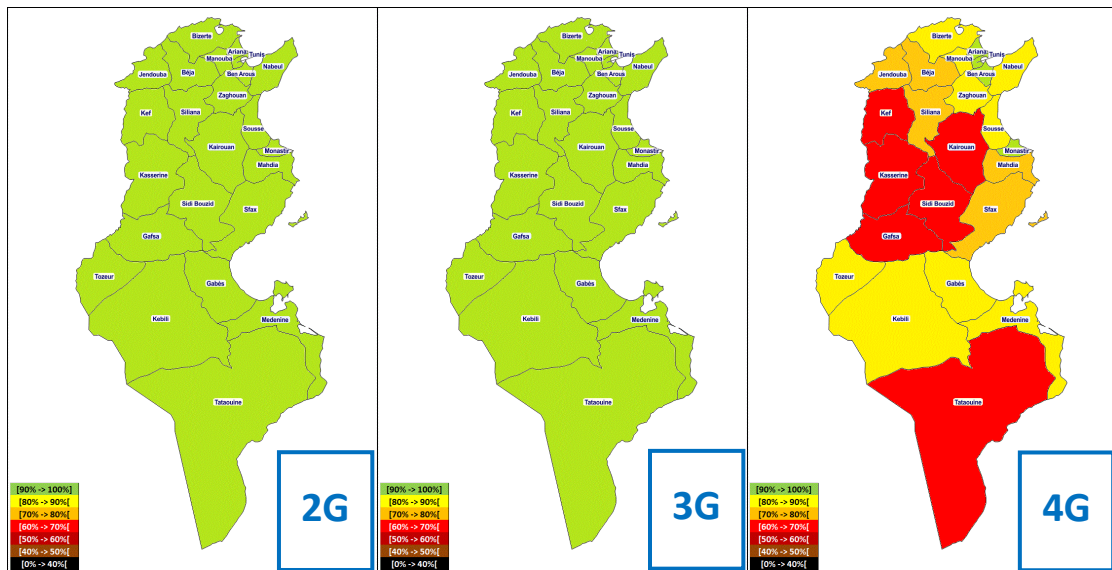 Bizerte
Ariana
Tunis
Manouba
Nabeul
Jendouba
Béja
Ben Arous
Zaghouan
Kef
Siliana
Sousse
Kairouan
Monastir
Mahdia
Kasserine
Sidi Bouzid
Sfax
Gafsa
Tozeur
Gabès
Kebili
Medenine
Tataouine
[90% -> 100%]
[80% -> 90%[
[70% -> 80%[
[60% -> 70%[
[50% -> 60%[
[40% -> 50%[
[0% -> 40%[
2G
Bizerte
Ariana
Tunis
Manouba
Nabeul
Jendouba
Béja
Ben Arous
Zaghouan
Kef
Siliana
Sousse
Kairouan
Monastir
Mahdia
Kasserine
Sidi Bouzid
Sfax
Gafsa
Tozeur
Gabès
Kebili
Medenine
Tataouine
[90% -> 100%]
[80% -> 90%[
[70% -> 80%[
[60% -> 70%[
[50% -> 60%[
[40% -> 50%[
[0% -> 40%[
3G
Bizerte
Ariana
Tunis
Manouba
Nabeul
Jendouba
Béja
Ben Arous
Zaghouan
Kef
Siliana
Sousse
Kairouan
Monastir
Mahdia
Kasserine
Sidi Bouzid
Sfax
Gafsa
Tozeur
Gabès
Kebili
Medenine
Tataouine
[90% -> 100%]
[80% -> 90%[
[70% -> 80%[
[60% -> 70%[
[50% -> 60%[
[40% -> 50%[
[0% -> 40%[
4G